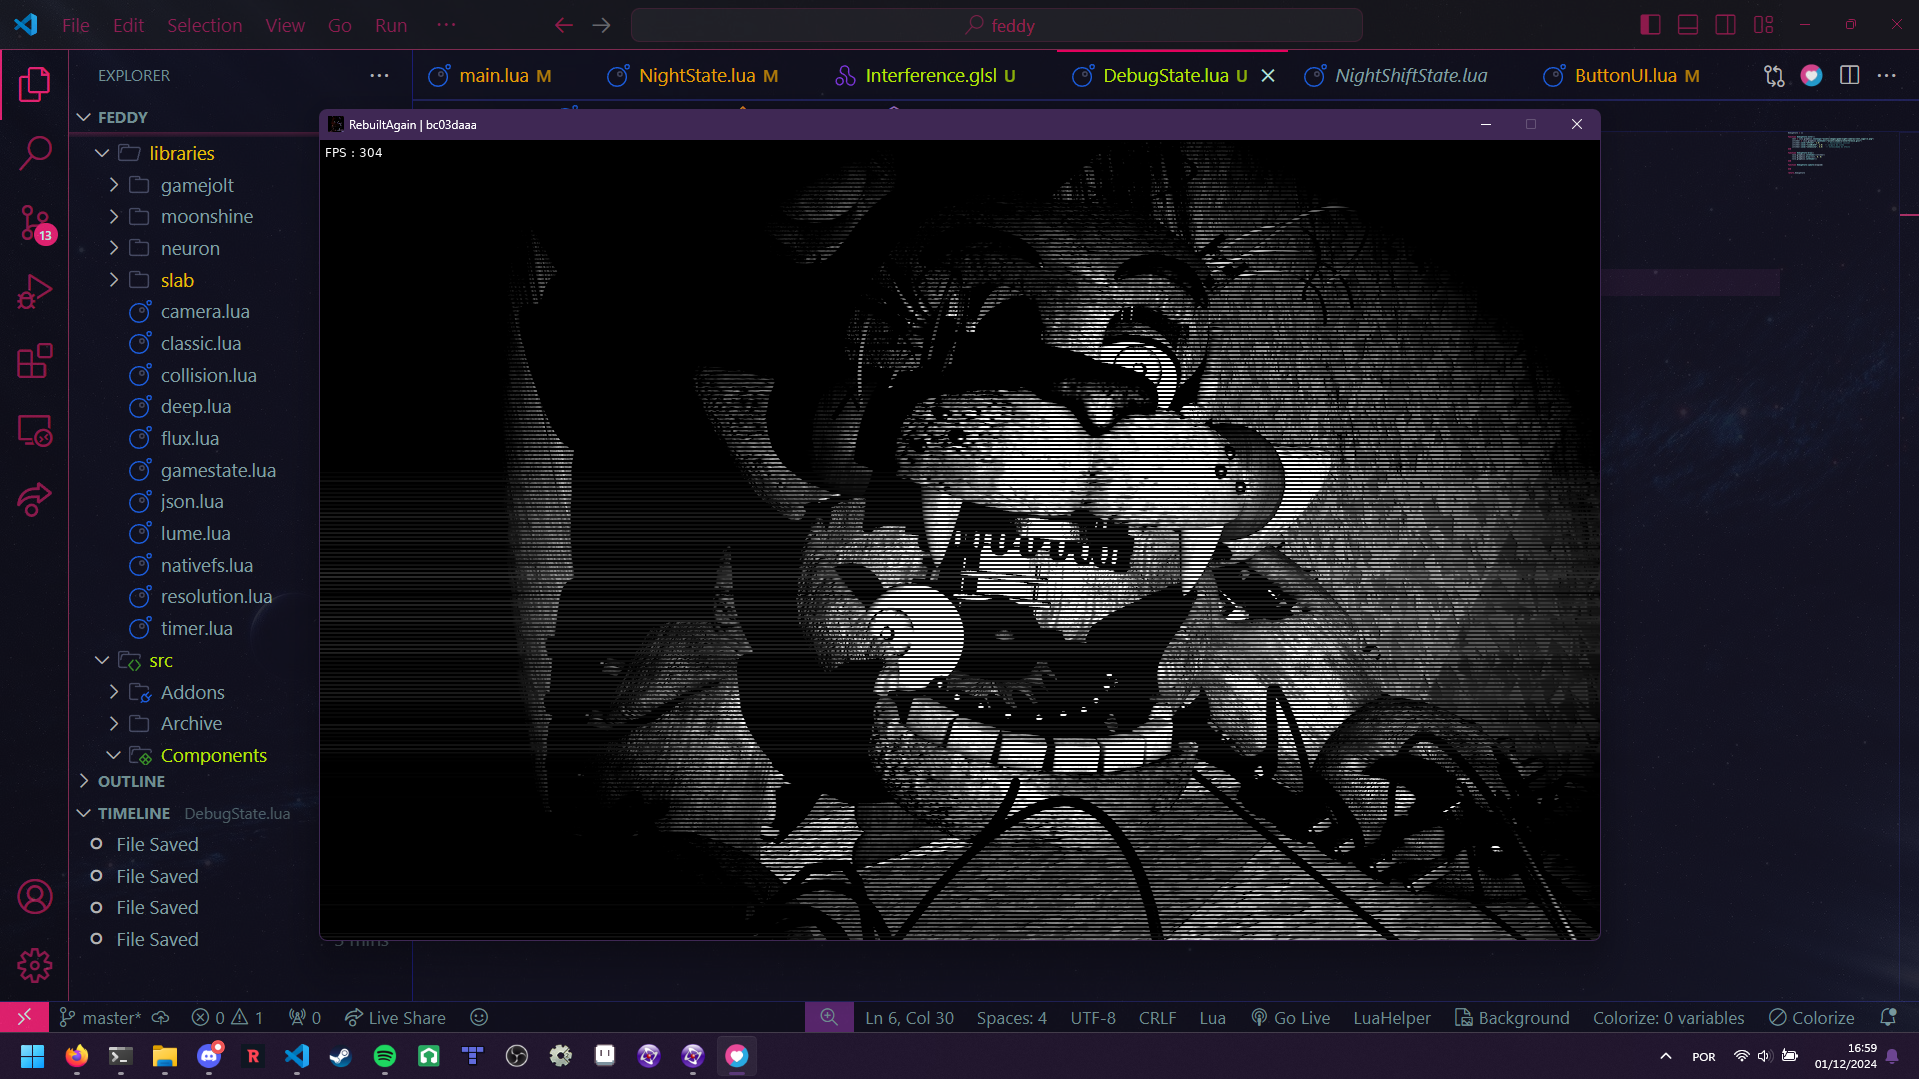 File Edit Selection View Go Run ··· feddy
EXPLORER ···
main.lua M NightState.lua M Interference.glsl U DebugState.lua U NightShiftState.lua ButtonUI.lua M ···
FEDDY
RebuiltAgain | bc03daaa
FPS : 304
libraries
gamejolt
moonshine
neuron
slab
camera.lua
classic.lua
collision.lua
deep.lua
flux.lua
gamestate.lua
json.lua
lume.lua
nativefs.lua
resolution.lua
timer.lua
src
Addons
Archive
Components
OUTLINE
TIMELINE DebugState.lua
File Saved
File Saved
File Saved
File Saved
13
master* 0 1 0 Live Share Ln 6, Col 30 Spaces: 4 UTF-8 CRLF Lua Go Live LuaHelper Background Colorize: 0 variables Colorize
R POR 16:59
01/12/2024